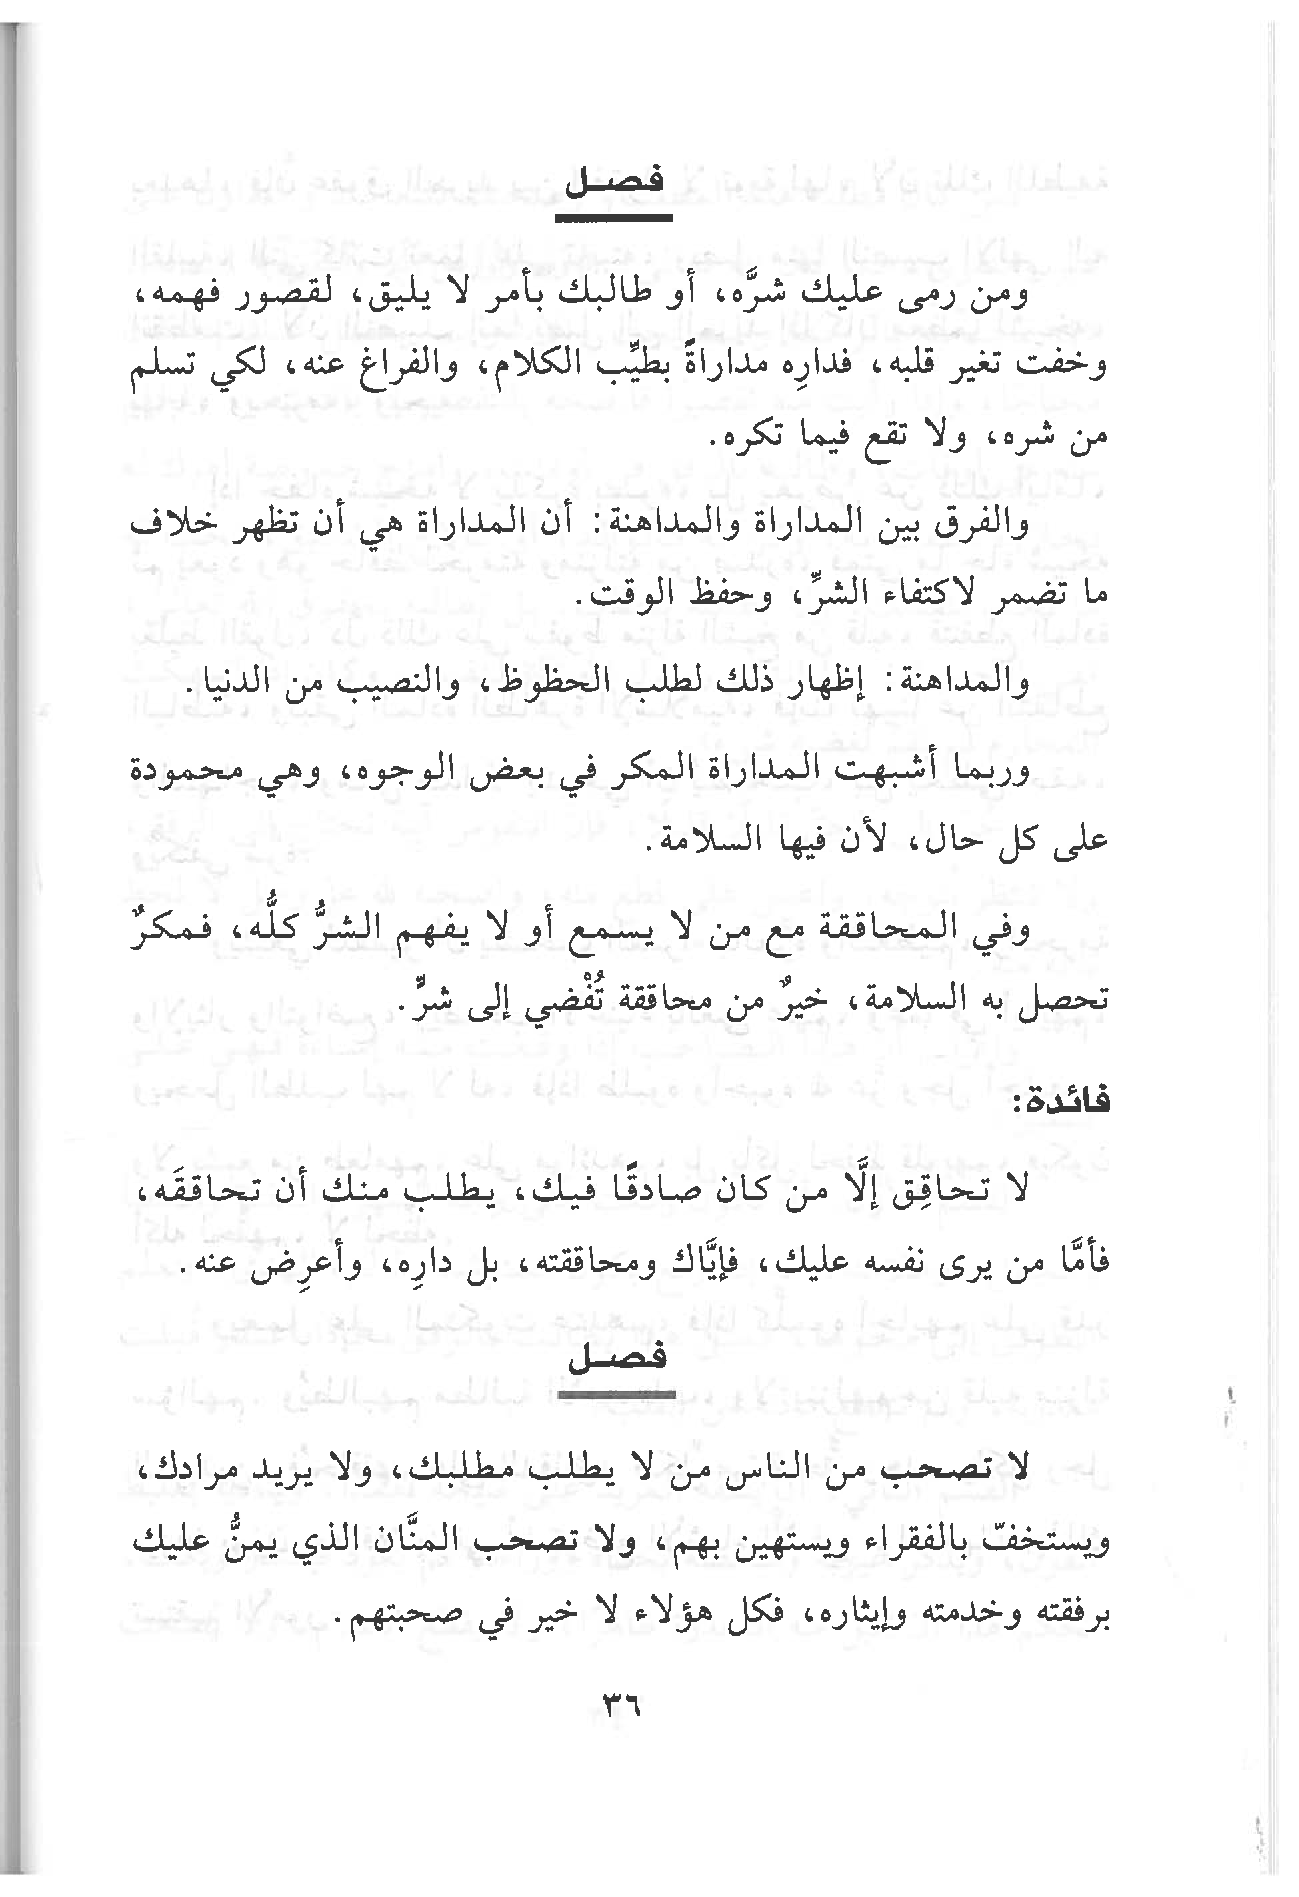 فصل
ومن رمى عليك شرَّه، أو طالبك بأمر لا يليق، لقصور فهمه،
وخفت تغير قلبه، فدارِه مداراةً بطيِّب الكلام، والفراغ عنه، لكي تسلم
من شره، ولا تقع فيما تكره.
والفرق بين المداراة والمداهنة: أن المداراة هي أن تظهر خلاف
ما تضمر لاكتفاء الشرِّ، وحفظ الوقت.
والمداهنة: إظهار ذلك لطلب الحظوظ، والنصيب من الدنيا.
وربما أشبهت المداراة المكر في بعض الوجوه، وهي محمودة
على كل حال، لأن فيها السلامة.
وفي المحاققة مع من لا يسمع أو لا يفهم الشرُّ كلُّه، فمكرٌ
تحصل به السلامة، خيرٌ من محاققة تُفْضي إلى شرٍّ.
فائدة:
لا تحاقِق إلَّا من كان صادقًا فيك، يطلب منك أن تحاققَه،
فأمَّا من يرى نفسه عليك، فإيَّاك ومحاققته، بل دارِه، وأعرِض عنه.
فصل
لا تصحب من الناس من لا يطلب مطلبك، ولا يريد مرادك،
ويستخفّ بالفقراء ويستهين بهم، ولا تصحب المنَّان الذي يمنُّ عليك
برفقته وخدمته وإيثاره، فكل هؤلاء لا خير في صحبتهم.
٣٦